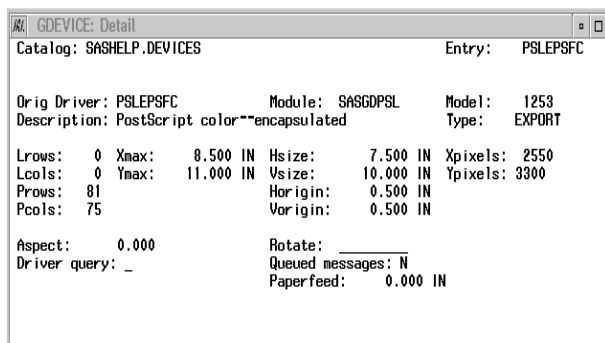 GDEVICE: Detail
Catalog: SASHELP.DEVICES Entry: PSLEPSFC
Orig Driver: PSLEPSFC Module: SASGDPSL Model: 1253
Description: PostScript color--encapsulated Type: EXPORT
Lrows: 0 Xmax: 8.500 IN Hsize: 7.500 IN Xpixels: 2550
Lcols: 0 Ymax: 11.000 IN Vsize: 10.000 IN Ypixels: 3300
Prows: 81 Horigin: 0.500 IN
Pcols: 75 Vorigin: 0.500 IN
Aspect: 0.000 Rotate: ________
Driver query: _ Queued messages: N
Paperfeed: 0.000 IN